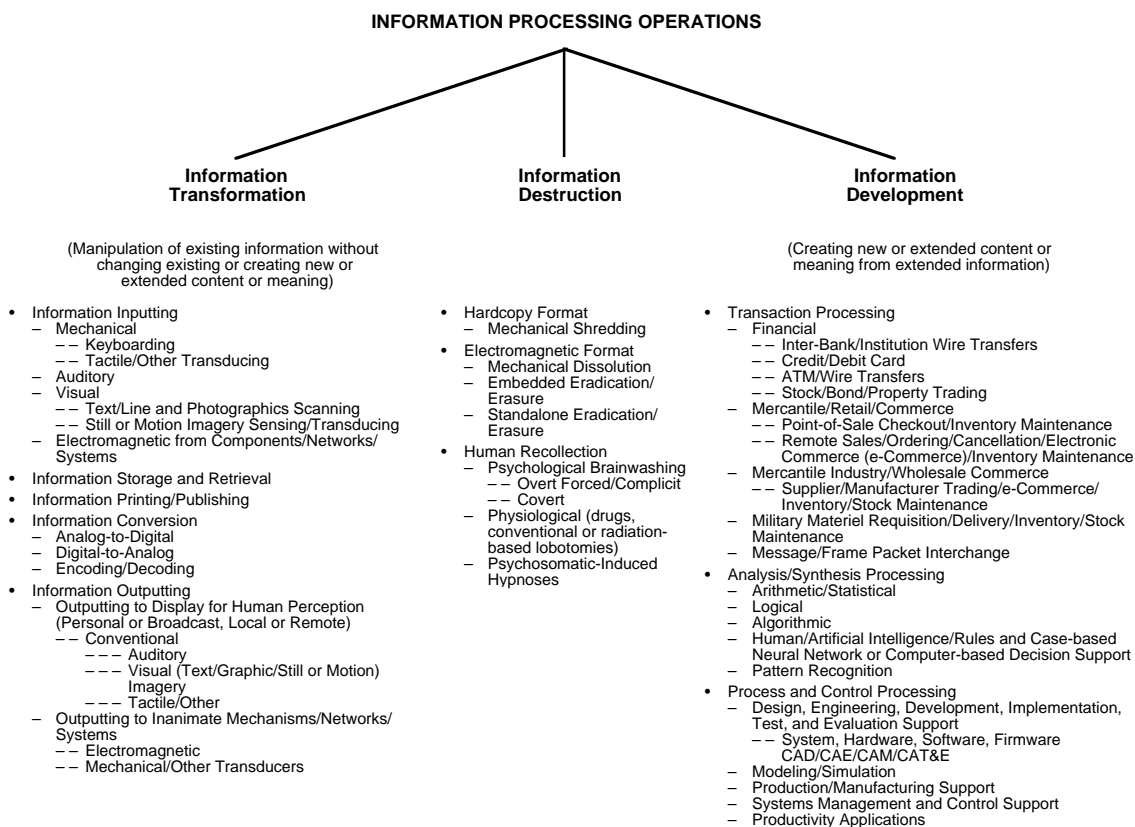 INFORMATION PROCESSING OPERATIONS
Information
Transformation
(Manipulation of existing information without
changing existing or creating new or
extended content or meaning)
• Information Inputting
– Mechanical
– – Keyboarding
– – Tactile/Other Transducing
– Auditory
– Visual
– – Text/Line and Photographics Scanning
– – Still or Motion Imagery Sensing/Transducing
– Electromagnetic from Components/Networks/
Systems
• Information Storage and Retrieval
• Information Printing/Publishing
• Information Conversion
– Analog-to-Digital
– Digital-to-Analog
– Encoding/Decoding
• Information Outputting
– Outputting to Display for Human Perception
(Personal or Broadcast, Local or Remote)
– – Conventional
– – – Auditory
– – – Visual (Text/Graphic/Still or Motion)
Imagery
– – – Tactile/Other
– Outputting to Inanimate Mechanisms/Networks/
Systems
– – Electromagnetic
– – Mechanical/Other Transducers
Information
Destruction
• Hardcopy Format
– Mechanical Shredding
• Electromagnetic Format
– Mechanical Dissolution
– Embedded Eradication/
Erasure
– Standalone Eradication/
Erasure
• Human Recollection
– Psychological Brainwashing
– – Overt Forced/Complicit
– – Covert
– Physiological (drugs,
conventional or radiation-
based lobotomies)
– Psychosomatic-Induced
Hypnoses
Information
Development
(Creating new or extended content or
meaning from extended information)
• Transaction Processing
– Financial
– – Inter-Bank/Institution Wire Transfers
– – Credit/Debit Card
– – ATM/Wire Transfers
– – Stock/Bond/Property Trading
– Mercantile/Retail/Commerce
– – Point-of-Sale Checkout/Inventory Maintenance
– – Remote Sales/Ordering/Cancellation/Electronic
Commerce (e-Commerce)/Inventory Maintenance
– Mercantile Industry/Wholesale Commerce
– – Supplier/Manufacturer Trading/e-Commerce/
Inventory/Stock Maintenance
– Military Materiel Requisition/Delivery/Inventory/Stock
Maintenance
– Message/Frame Packet Interchange
• Analysis/Synthesis Processing
– Arithmetic/Statistical
– Logical
– Algorithmic
– Human/Artificial Intelligence/Rules and Case-based
Neural Network or Computer-based Decision Support
– Pattern Recognition
• Process and Control Processing
– Design, Engineering, Development, Implementation,
Test, and Evaluation Support
– – System, Hardware, Software, Firmware
CAD/CAE/CAM/CAT&E
– Modeling/Simulation
– Production/Manufacturing Support
– Systems Management and Control Support
– Productivity Applications